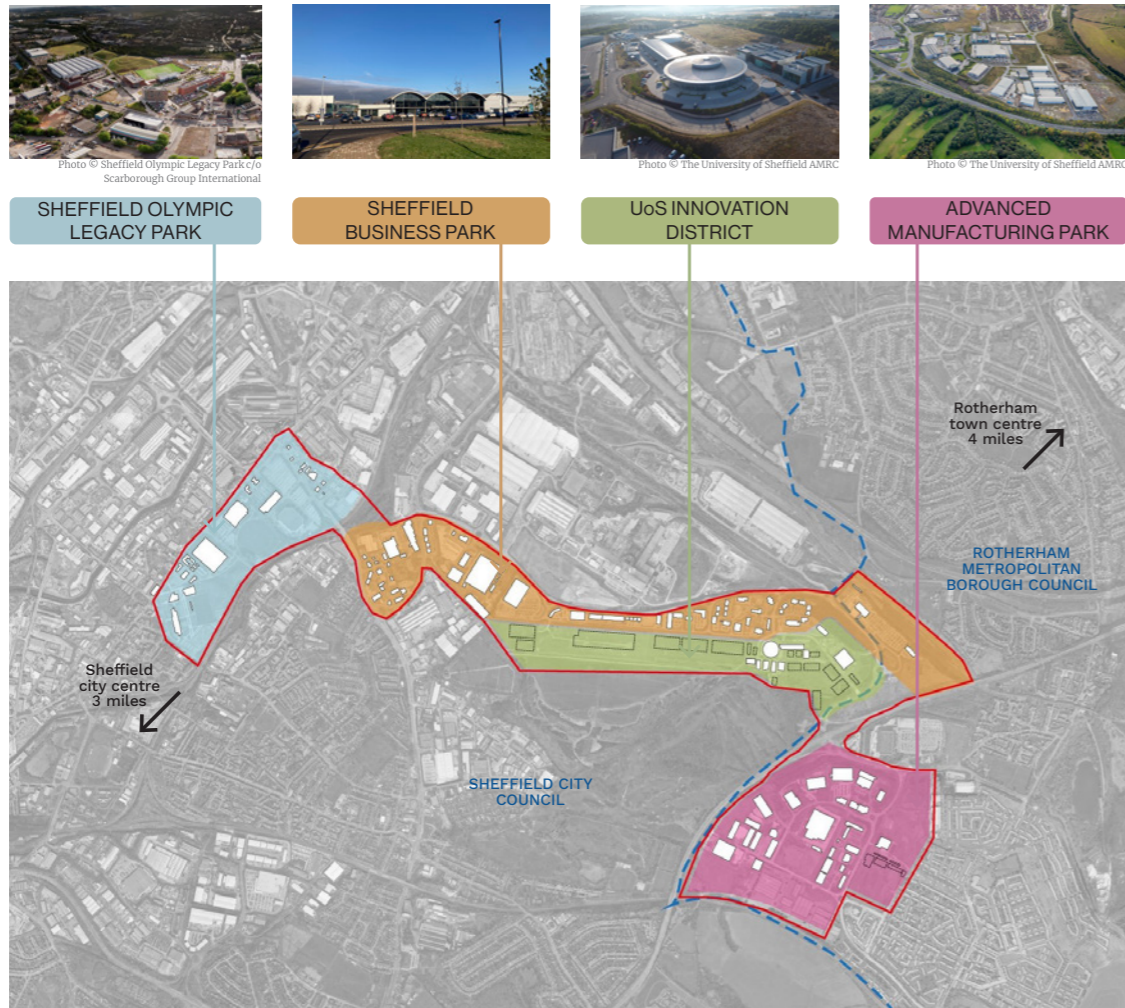 Photo © Sheffield Olympic Legacy Park c/o
Scarborough Group International
Photo © The University of Sheffield AMRC
Photo © The University of Sheffield AMRC
SHEFFIELD OLYMPIC
LEGACY PARK
SHEFFIELD
BUSINESS PARK
UoS INNOVATION
DISTRICT
ADVANCED
MANUFACTURING PARK
Rotherham
town centre
4 miles
ROTHERHAM
METROPOLITAN
BOROUGH COUNCIL
Sheffield
city centre
3 miles
SHEFFIELD CITY
COUNCIL